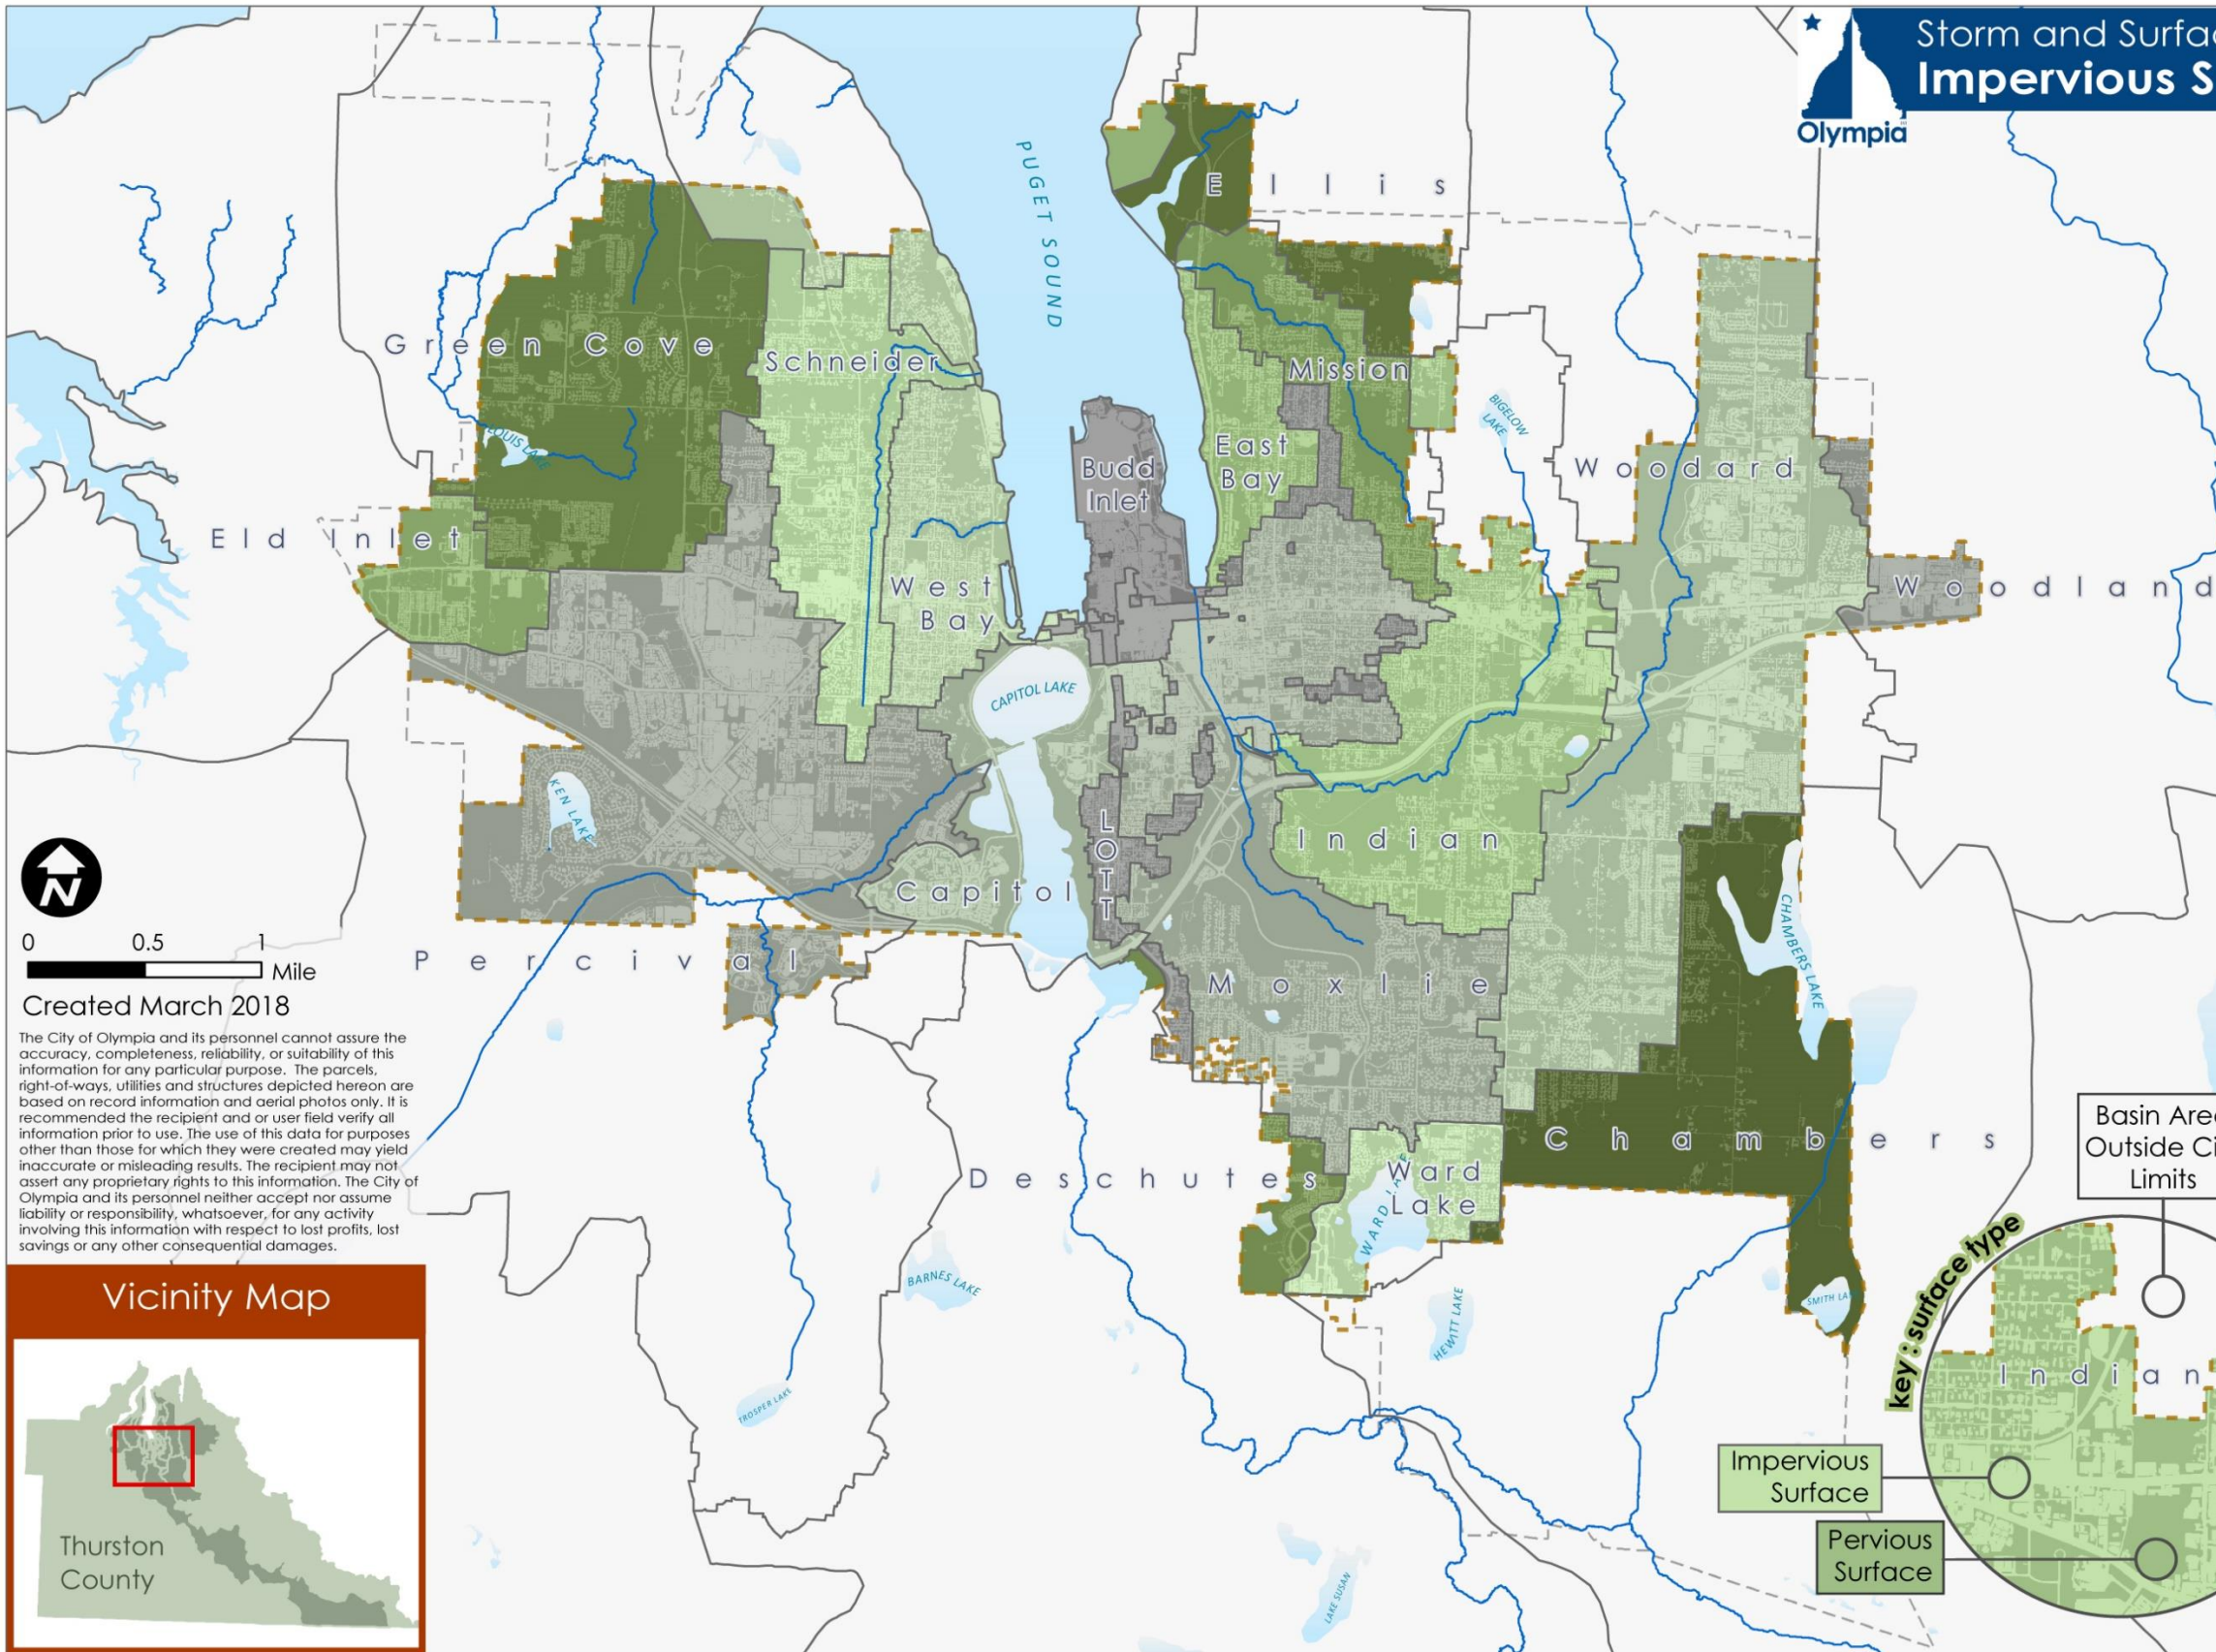 Storm and Surfac
Impervious S
Olympia
PUGET SOUND
Ellis
Green Cove
Schneider
Mission
BIGELOW
LAKE
LOUIS LAKE
East
Bay
Budd
Inlet
Woodard
Eld Inlet
West
Bay
Woodland
CAPITOL LAKE
KEN LAKE
LOTT
Indian
Capitol
CHAMBERS LAKE
N
0 0.5 1
Mile
Percival
Moxlie
Created March 2018
The City of Olympia and its personnel cannot assure the
accuracy, completeness, reliability, or suitability of this
information for any particular purpose. The parcels,
right-of-ways, utilities and structures depicted hereon are
based on record information and aerial photos only. It is
recommended the recipient and or user field verify all
information prior to use. The use of this data for purposes
other than those for which they were created may yield
inaccurate or misleading results. The recipient may not
assert any proprietary rights to this information. The City of
Olympia and its personnel neither accept nor assume
liability or responsibility, whatsoever, for any activity
involving this information with respect to lost profits, lost
savings or any other consequential damages.
Chambers
Deschutes
Ward
Lake
WARD LAKE
BARNES LAKE
HEWITT LAKE
SMITH LA
TROSPER LAKE
LAKE SUSAN
Vicinity Map
Thurston
County
Basin Area
Outside Ci
Limits
key: surface type
Indian
Impervious
Surface
Pervious
Surface